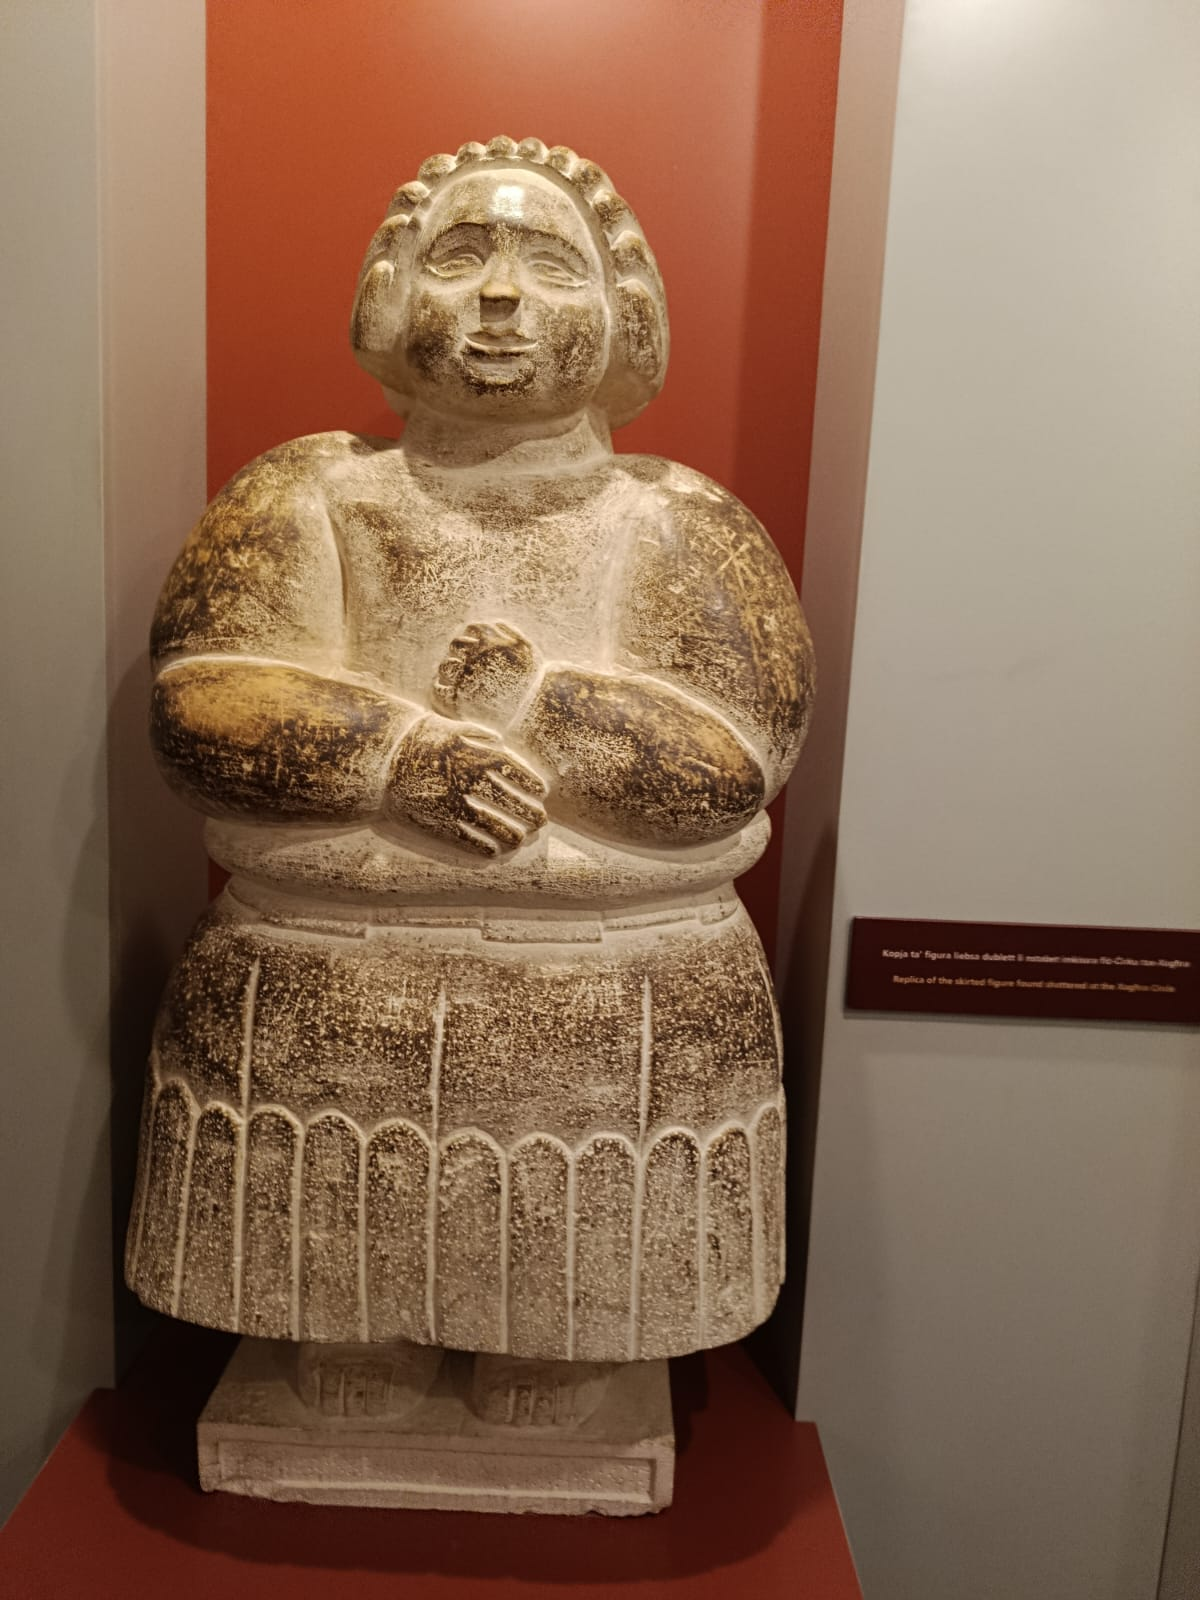 Kopja ta' figura liebsa dublett li nstabet imkissra fiċ-Ċirku tax-Xagħra
Replica of the skirted figure found shattered at the Xagħra Circle